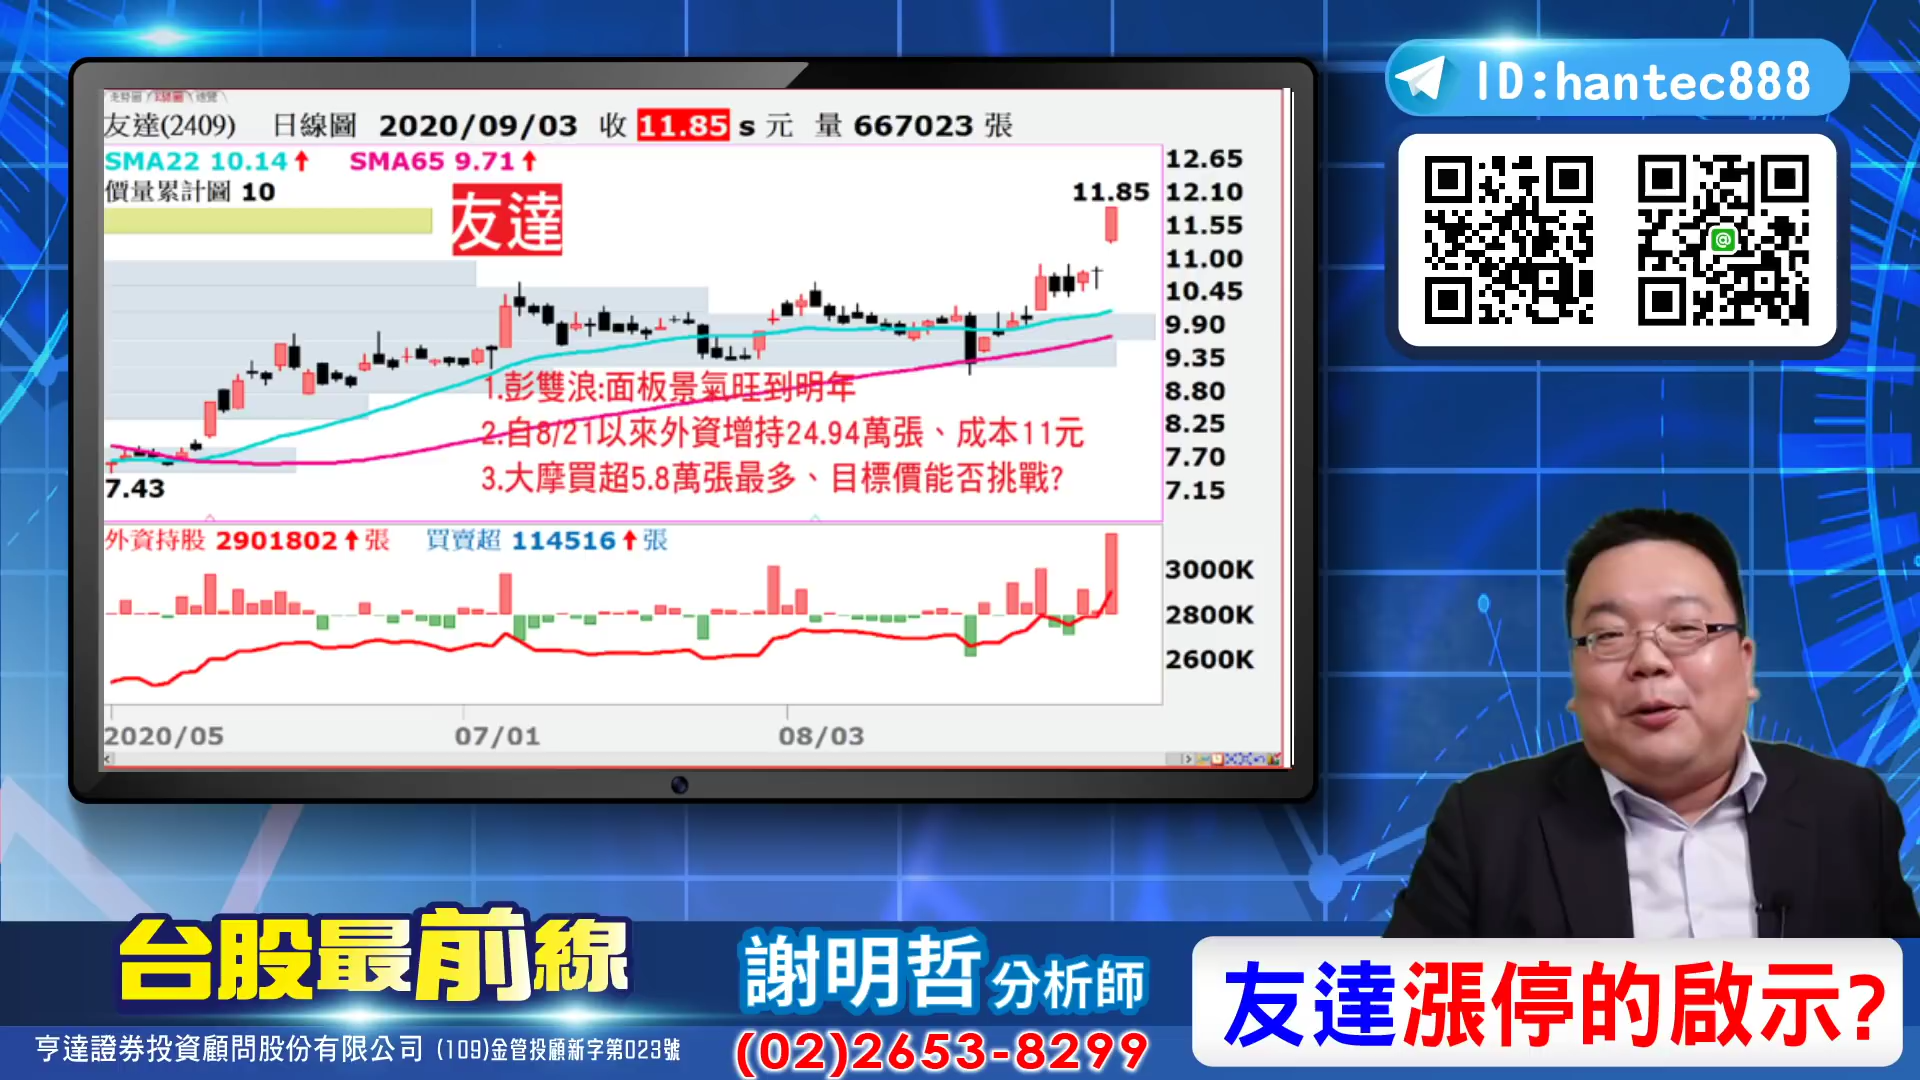 走勢圖 K線圖 總覽
友達(2409) 日線圖 2020/09/03 收 11.85 s 元 量 667023 張
SMA22 10.14↑ SMA65 9.71↑
價量累計圖 10
友達
11.85
7.43
12.65
12.10
11.55
11.00
10.45
9.90
9.35
8.80
8.25
7.70
7.15
1.彭雙浪:面板景氣旺到明年
2.自8/21以來外資增持24.94萬張、成本11元
3.大摩買超5.8萬張最多、目標價能否挑戰?
外資持股 2901802↑張 買賣超 114516↑張
3000K
2800K
2600K
2020/05 07/01 08/03
ID:hantec888
@
台股最前線
亨達證券投資顧問股份有限公司 (109)金管投顧新字第023號
謝明哲 分析師
(02)2653-8299
友達漲停的啟示?